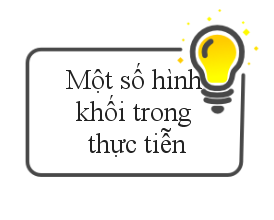 Một số hình
khối trong
thực tiễn